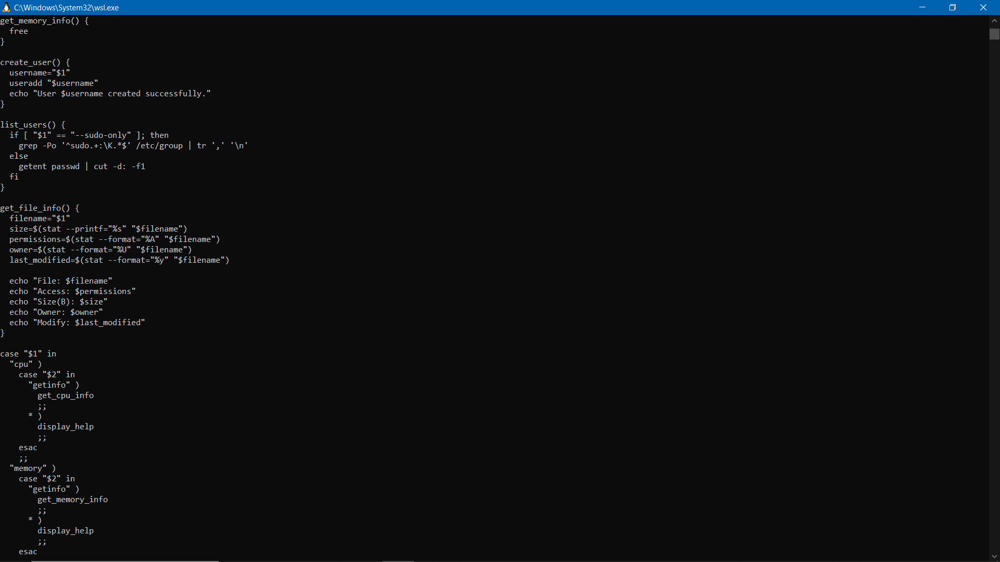 C:\Windows\System32\wsl.exe
get_memory_info() {
  free
}

create_user() {
  username="$1"
  useradd "$username"
  echo "User $username created successfully."
}

list_users() {
  if [ "$1" == "--sudo-only" ]; then
    grep -Po '^sudo.+:\K.*$' /etc/group | tr ',' '\n'
  else
    getent passwd | cut -d: -f1
  fi
}

get_file_info() {
  filename="$1"
  size=$(stat --printf="%s" "$filename")
  permissions=$(stat --format="%A" "$filename")
  owner=$(stat --format="%U" "$filename")
  last_modified=$(stat --format="%y" "$filename")

  echo "File: $filename"
  echo "Access: $permissions"
  echo "Size(B): $size"
  echo "Owner: $owner"
  echo "Modify: $last_modified"
}

case "$1" in
  "cpu" )
    case "$2" in
      "getinfo" )
        get_cpu_info
        ;;
      * )
        display_help
        ;;
    esac
    ;;
  "memory" )
    case "$2" in
      "getinfo" )
        get_memory_info
        ;;
      * )
        display_help
        ;;
    esac